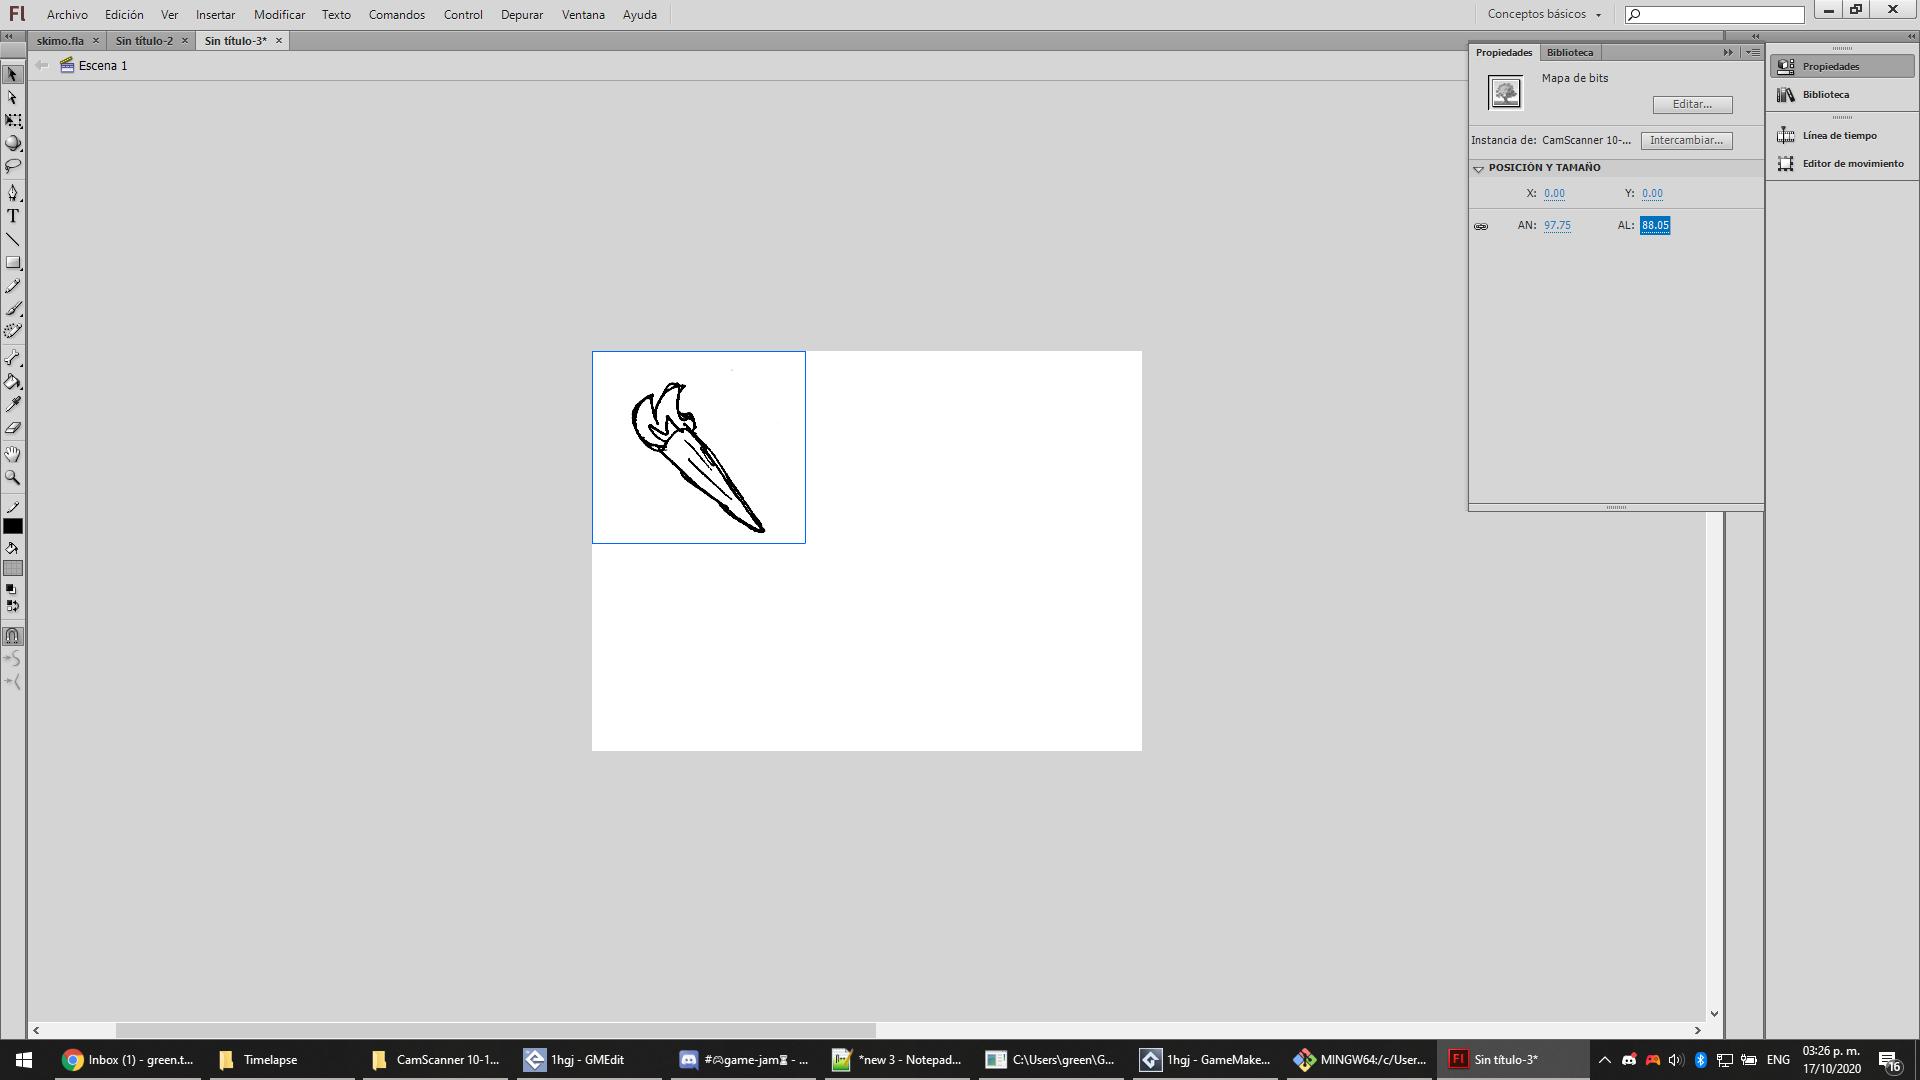 Fl Archivo Edición Ver Insertar Modificar Texto Comandos Control Depurar Ventana Ayuda Conceptos básicos
skimo.fla Sin título-2 Sin título-3*
Escena 1
Propiedades Biblioteca
Mapa de bits
Editar...
Instancia de: CamScanner 10-... Intercambiar...
POSICIÓN Y TAMAÑO
X: 0.00 Y: 0.00
AN: 97.75 AL: 88.05
Propiedades
Biblioteca
Línea de tiempo
Editor de movimiento
T
Inbox (1) - green.t... Timelapse CamScanner 10-1... 1hgj - GMEdit #🎮game-jam⏳ - ... *new 3 - Notepad... C:\Users\green\G... 1hgj - GameMake... MINGW64:/c/User... Fl Sin título-3* ENG 03:26 p. m. 16
17/10/2020